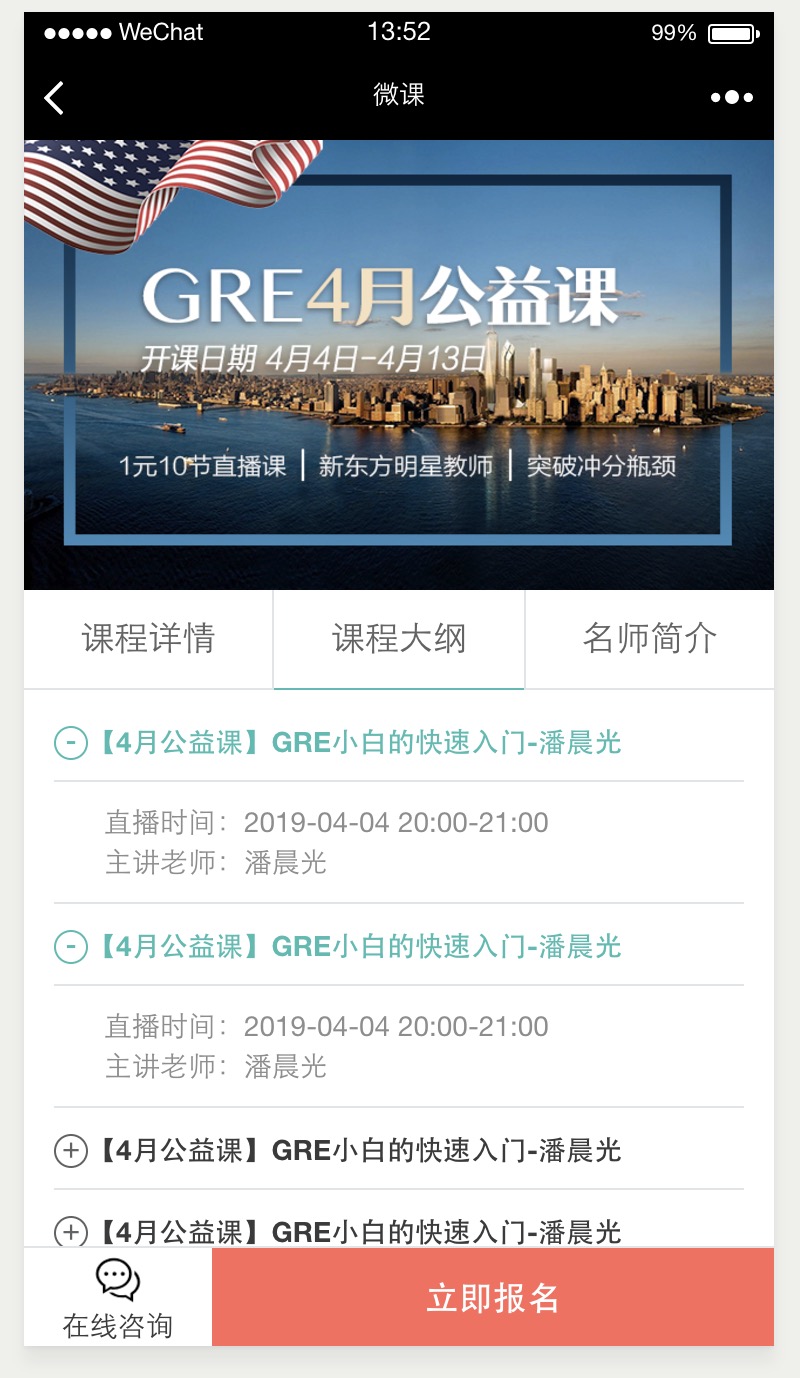 WeChat 13:52 99%
微课
GRE4月公益课
开课日期 4月4日-4月13日
1元10节直播课 | 新东方明星教师 | 突破冲分瓶颈
课程详情 课程大纲 名师简介
【4月公益课】GRE小白的快速入门-潘晨光
直播时间：2019-04-04 20:00-21:00
主讲老师：潘晨光
【4月公益课】GRE小白的快速入门-潘晨光
直播时间：2019-04-04 20:00-21:00
主讲老师：潘晨光
【4月公益课】GRE小白的快速入门-潘晨光
【4月公益课】GRE小白的快速入门-潘晨光
在线咨询 立即报名